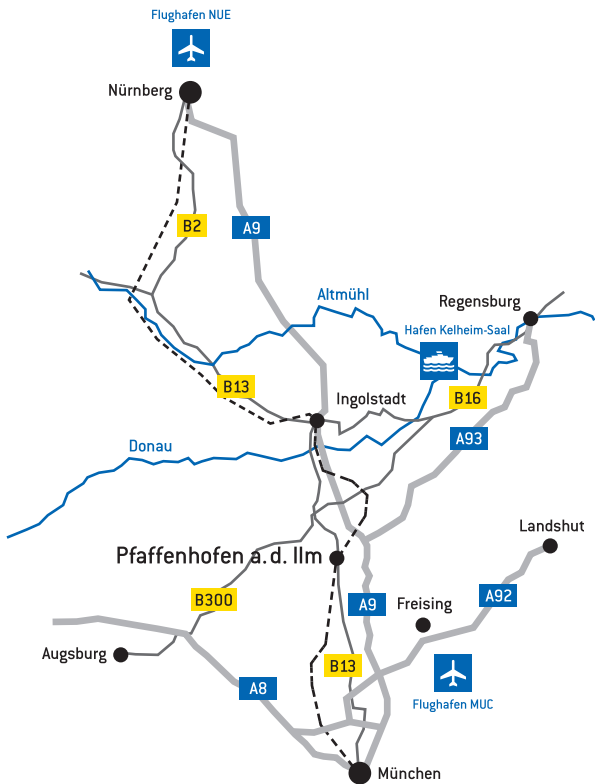 Flughafen NUE
Nürnberg
B2
A9
Altmühl
Regensburg
Hafen Kelheim-Saal
B13
Ingolstadt
B16
A93
Donau
Landshut
Pfaffenhofen a. d. Ilm
A92
B300
A9
Freising
Augsburg
B13
A8
Flughafen MUC
München